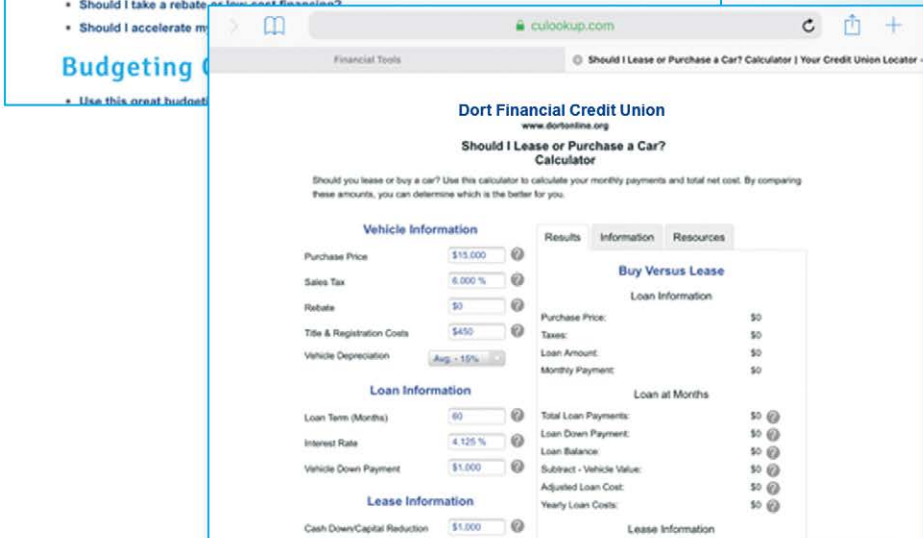 Should I take a rebate or low cost financing?
Should I accelerate m
Budgeting
Use this great budgeti
culookup.com
Financial Tools
Should I Lease or Purchase a Car? Calculator | Your Credit Union Locator -
Dort Financial Credit Union
www.dortonline.org
Should I Lease or Purchase a Car?
Calculator
Should you lease or buy a car? Use this calculator to calculate your monthly payments and total net cost. By comparing
these amounts, you can determine which is the better for you.
Vehicle Information
Purchase Price $15,000
Sales Tax 6.000 %
Rebate $0
Title & Registration Costs $450
Vehicle Depreciation Avg. - 15%
Loan Information
Loan Term (Months) 60
Interest Rate 4.125 %
Vehicle Down Payment $1,000
Lease Information
Cash Down/Capital Reduction $1,000
Results Information Resources
Buy Versus Lease
Loan Information
Purchase Price: $0
Taxes: $0
Loan Amount: $0
Monthly Payment: $0
Loan at Months
Total Loan Payments: $0
Loan Down Payment: $0
Loan Balance: $0
Subtract - Vehicle Value: $0
Adjusted Loan Cost: $0
Yearly Loan Costs: $0
Lease Information